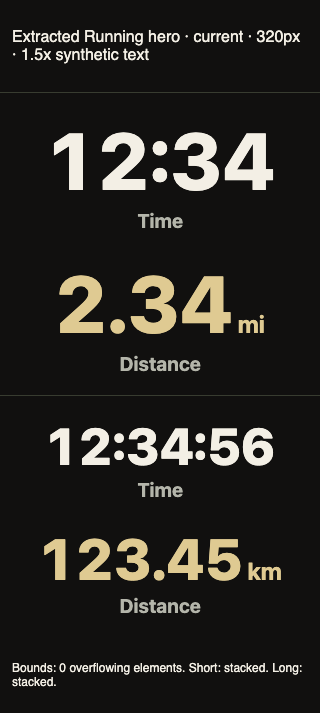 Extracted Running hero · current · 320px
· 1.5x synthetic text
12:34
Time
2.34 mi
Distance
12:34:56
Time
123.45 km
Distance
Bounds: 0 overflowing elements. Short: stacked. Long:
stacked.